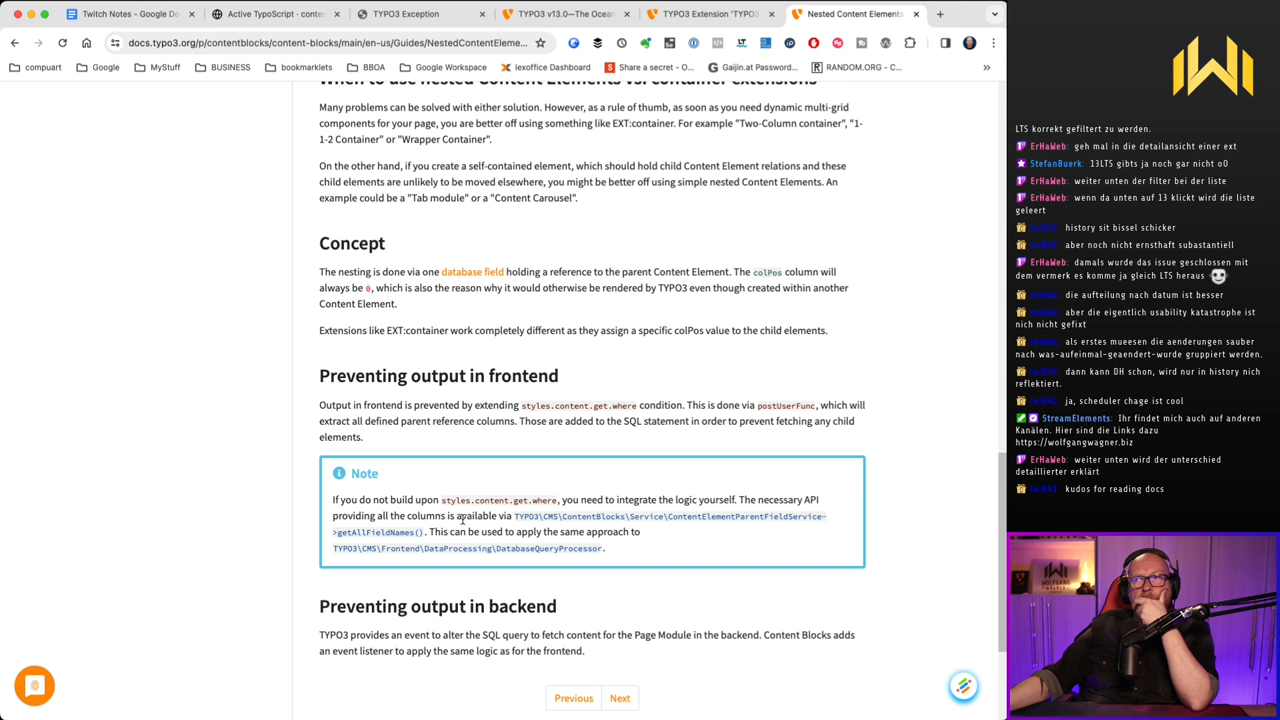 Twitch Notes - Google Do
Active TypoScript - conte
TYPO3 Exception
TYPO3 v13.0—The Ocean
TYPO3 Extension 'TYPO3
Nested Content Elements
docs.typo3.org/p/contentblocks/content-blocks/main/en-us/Guides/NestedContentEleme...
compuart
Google
MyStuff
BUSINESS
bookmarklets
BBOA
Google Workspace
lexoffice Dashboard
Share a secret - O...
Gaijin.at Password...
RANDOM.ORG - C...
»
When to use nested Content Elements vs. container extensions
Many problems can be solved with either solution. However, as a rule of thumb, as soon as you need dynamic multi-grid
components for your page, you are better off using something like EXT:container. For example "Two-Column container", "1-
1-2 Container" or "Wrapper Container".
On the other hand, if you create a self-contained element, which should hold child Content Element relations and these
child elements are unlikely to be moved elsewhere, you might be better off using simple nested Content Elements. An
example could be a "Tab module" or a "Content Carousel".
Concept
The nesting is done via one database field holding a reference to the parent Content Element. The colPos column will
always be 0, which is also the reason why it would otherwise be rendered by TYPO3 even though created within another
Content Element.
Extensions like EXT:container work completely different as they assign a specific colPos value to the child elements.
Preventing output in frontend
Output in frontend is prevented by extending styles.content.get.where condition. This is done via postUserFunc, which will
extract all defined parent reference columns. Those are added to the SQL statement in order to prevent fetching any child
elements.
Note
If you do not build upon styles.content.get.where, you need to integrate the logic yourself. The necessary API
providing all the columns is available via TYPO3\CMS\ContentBlocks\Service\ContentElementParentFieldService-
>getAllFieldNames(). This can be used to apply the same approach to
TYPO3\CMS\Frontend\DataProcessing\DatabaseQueryProcessor.
Preventing output in backend
TYPO3 provides an event to alter the SQL query to fetch content for the Page Module in the backend. Content Blocks adds
an event listener to apply the same logic as for the frontend.
Previous
Next
LTS korrekt gefiltert zu werden.
ErHaWeb: geh mal in die detailansicht einer ext
StefanBuerk: 13LTS gibts ja noch gar nicht oO
ErHaWeb: weiter unten der filter bei der liste
ErHaWeb: wenn da unten auf 13 klickt wird die liste
geleert
history sit bissel schicker
aber noch nicht ernsthaft subastantiell
ErHaWeb: damals wurde das issue geschlossen mit
dem vermerk es komme ja gleich LTS heraus
die aufteilung nach datum ist besser
aber die eigentlich usability katastrophe ist
nich nicht gefixt
als erstes mueesen die aenderungen sauber
nach was-aufeinmal-geaendert-wurde gruppiert werden.
dann kann DH schon, wird nur in history nich
reflektiert.
ja, scheduler chage ist cool
StreamElements: Ihr findet mich auch auf anderen
Kanälen. Hier sind die Links dazu
https://wolfgangwagner.biz
ErHaWeb: weiter unten wird der unterschied
detaillierter erklärt
kudos for reading docs